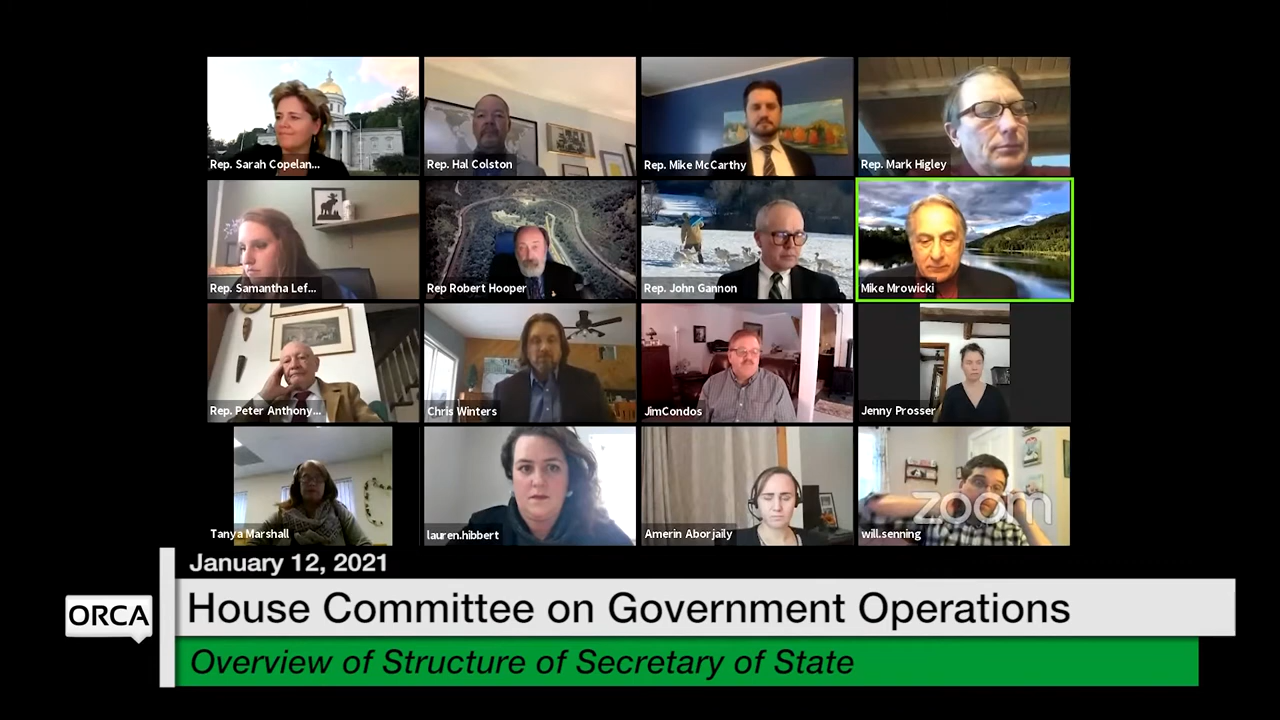 Rep. Sarah Copelan...
Rep. Hal Colston
Rep. Mike McCarthy
Rep. Mark Higley
Rep. Samantha Lef...
Rep Robert Hooper
Rep. John Gannon
Mike Mrowicki
Rep. Peter Anthony...
Chris Winters
JimCondos
Jenny Prosser
Tanya Marshall
lauren.hibbert
Amerin Aborjaily
will.senning
zoom
January 12, 2021
ORCA
House Committee on Government Operations
Overview of Structure of Secretary of State